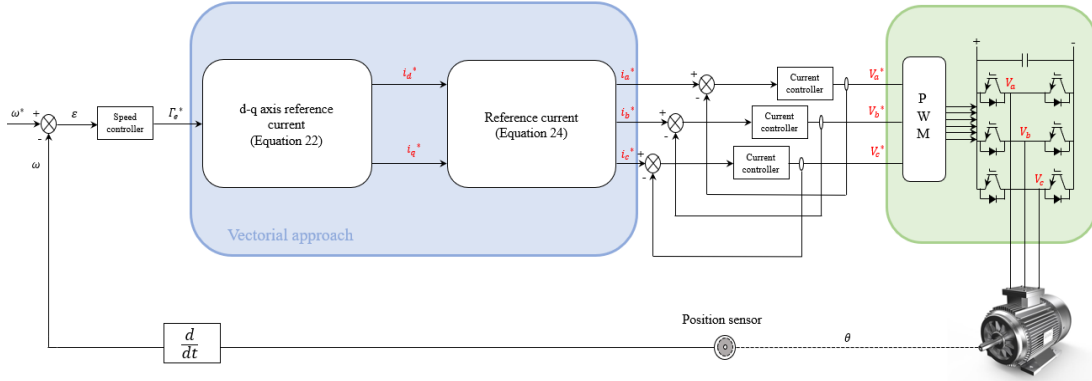 ω*
+
-
ω
ε
Speed
controller
Γe*
d-q axis reference
current
(Equation 22)
id*
iq*
Reference current
(Equation 24)
Vectorial approach
ia*
ib*
ic*
+
-
+
-
+
-
Current
controller
Current
controller
Current
controller
Va*
Vb*
Vc*
P
W
M
+
-
Va
Vb
Vc
d
dt
Position sensor
θ